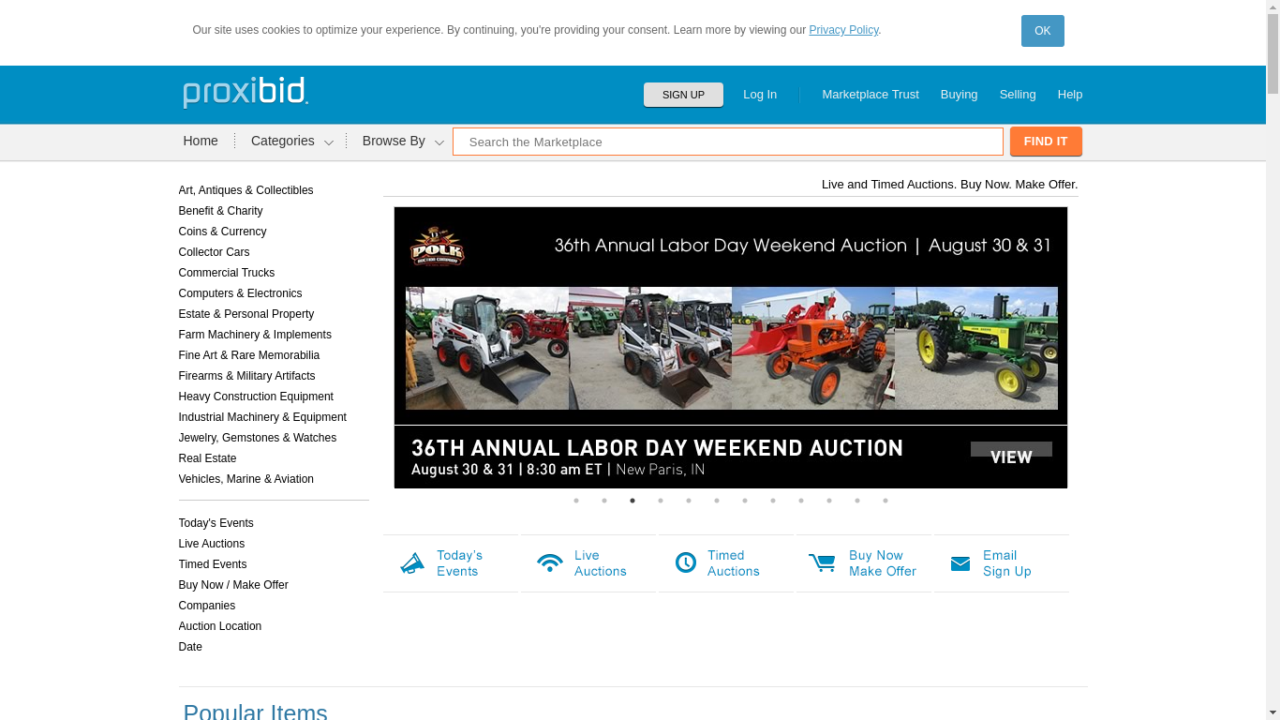 Our site uses cookies to optimize your experience. By continuing, you're providing your consent. Learn more by viewing our Privacy Policy.
OK
proxibid.
SIGN UP
Log In
Marketplace Trust
Buying
Selling
Help
Home
Categories
Browse By
Search the Marketplace
FIND IT
Art, Antiques & Collectibles
Benefit & Charity
Coins & Currency
Collector Cars
Commercial Trucks
Computers & Electronics
Estate & Personal Property
Farm Machinery & Implements
Fine Art & Rare Memorabilia
Firearms & Military Artifacts
Heavy Construction Equipment
Industrial Machinery & Equipment
Jewelry, Gemstones & Watches
Real Estate
Vehicles, Marine & Aviation
Today's Events
Live Auctions
Timed Events
Buy Now / Make Offer
Companies
Auction Location
Date
Live and Timed Auctions. Buy Now. Make Offer.
POLK
36th Annual Labor Day Weekend Auction | August 30 & 31
36TH ANNUAL LABOR DAY WEEKEND AUCTION
August 30 & 31 | 8:30 am ET | New Paris, IN
VIEW
Today's
Events
Live
Auctions
Timed
Auctions
Buy Now
Make Offer
Email
Sign Up
Popular Items